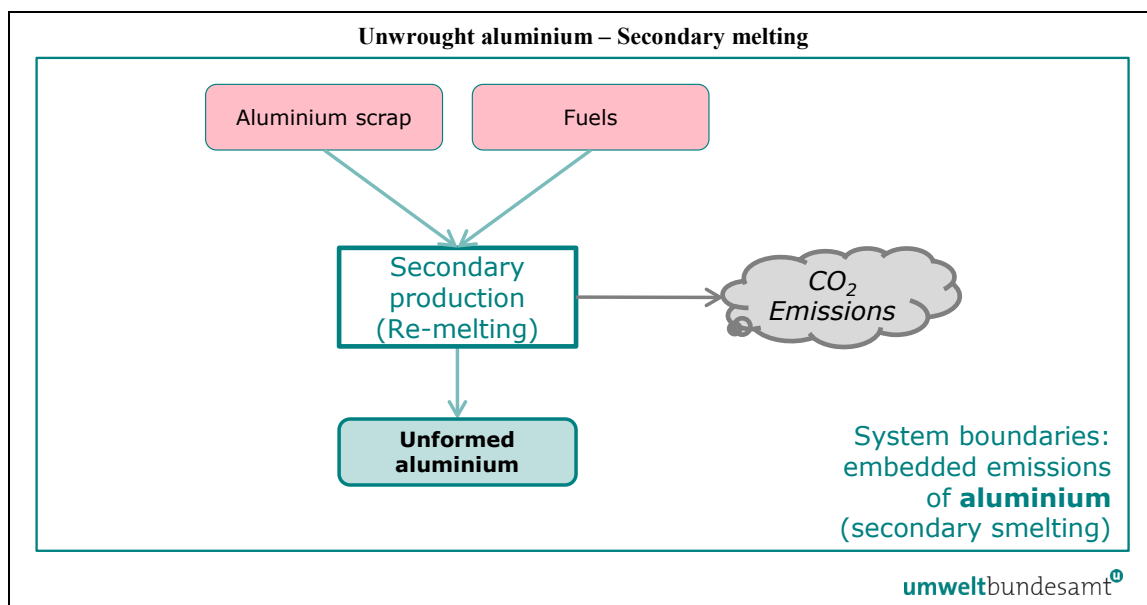 Unwrought aluminium – Secondary melting
Aluminium scrap
Fuels
Secondary
production
(Re-melting)
CO₂
Emissions
Unformed
aluminium
System boundaries:
embedded emissions
of aluminium
(secondary smelting)
umweltbundesamt u